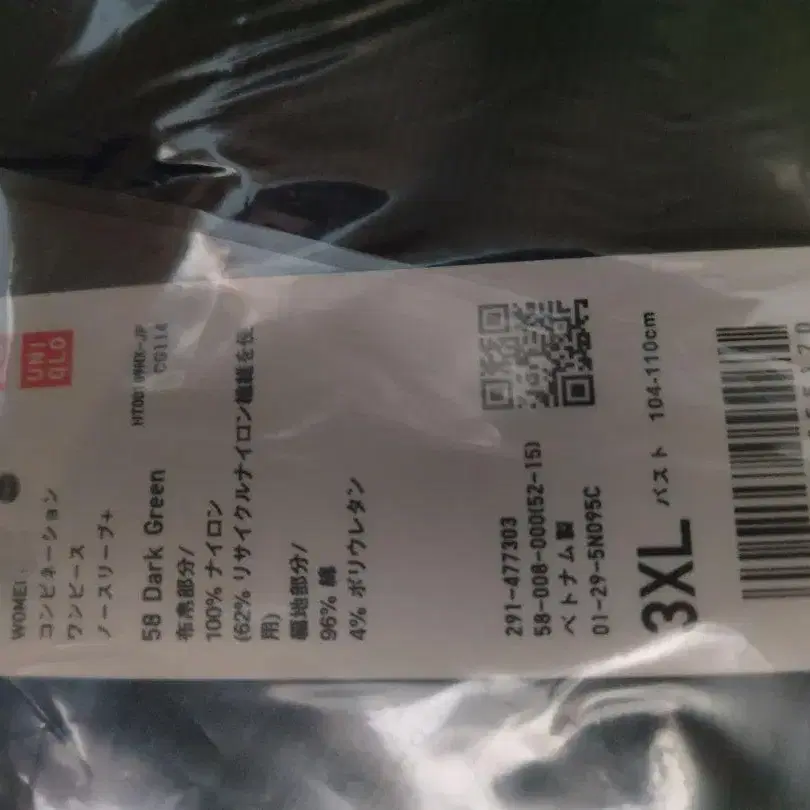 UNI
QLO
WOMEN
コンビネーション
ワンピース
ノースリーブ+
58 Dark Green
布帛部分/
100% ナイロン
(62% リサイクルナイロン繊維を使
用)
編地部分/
96% 綿
4% ポリウレタン
291-477303
58-008-000(52-15)
ベトナム製
01-29-5N095C
3XL バスト 104-110cm